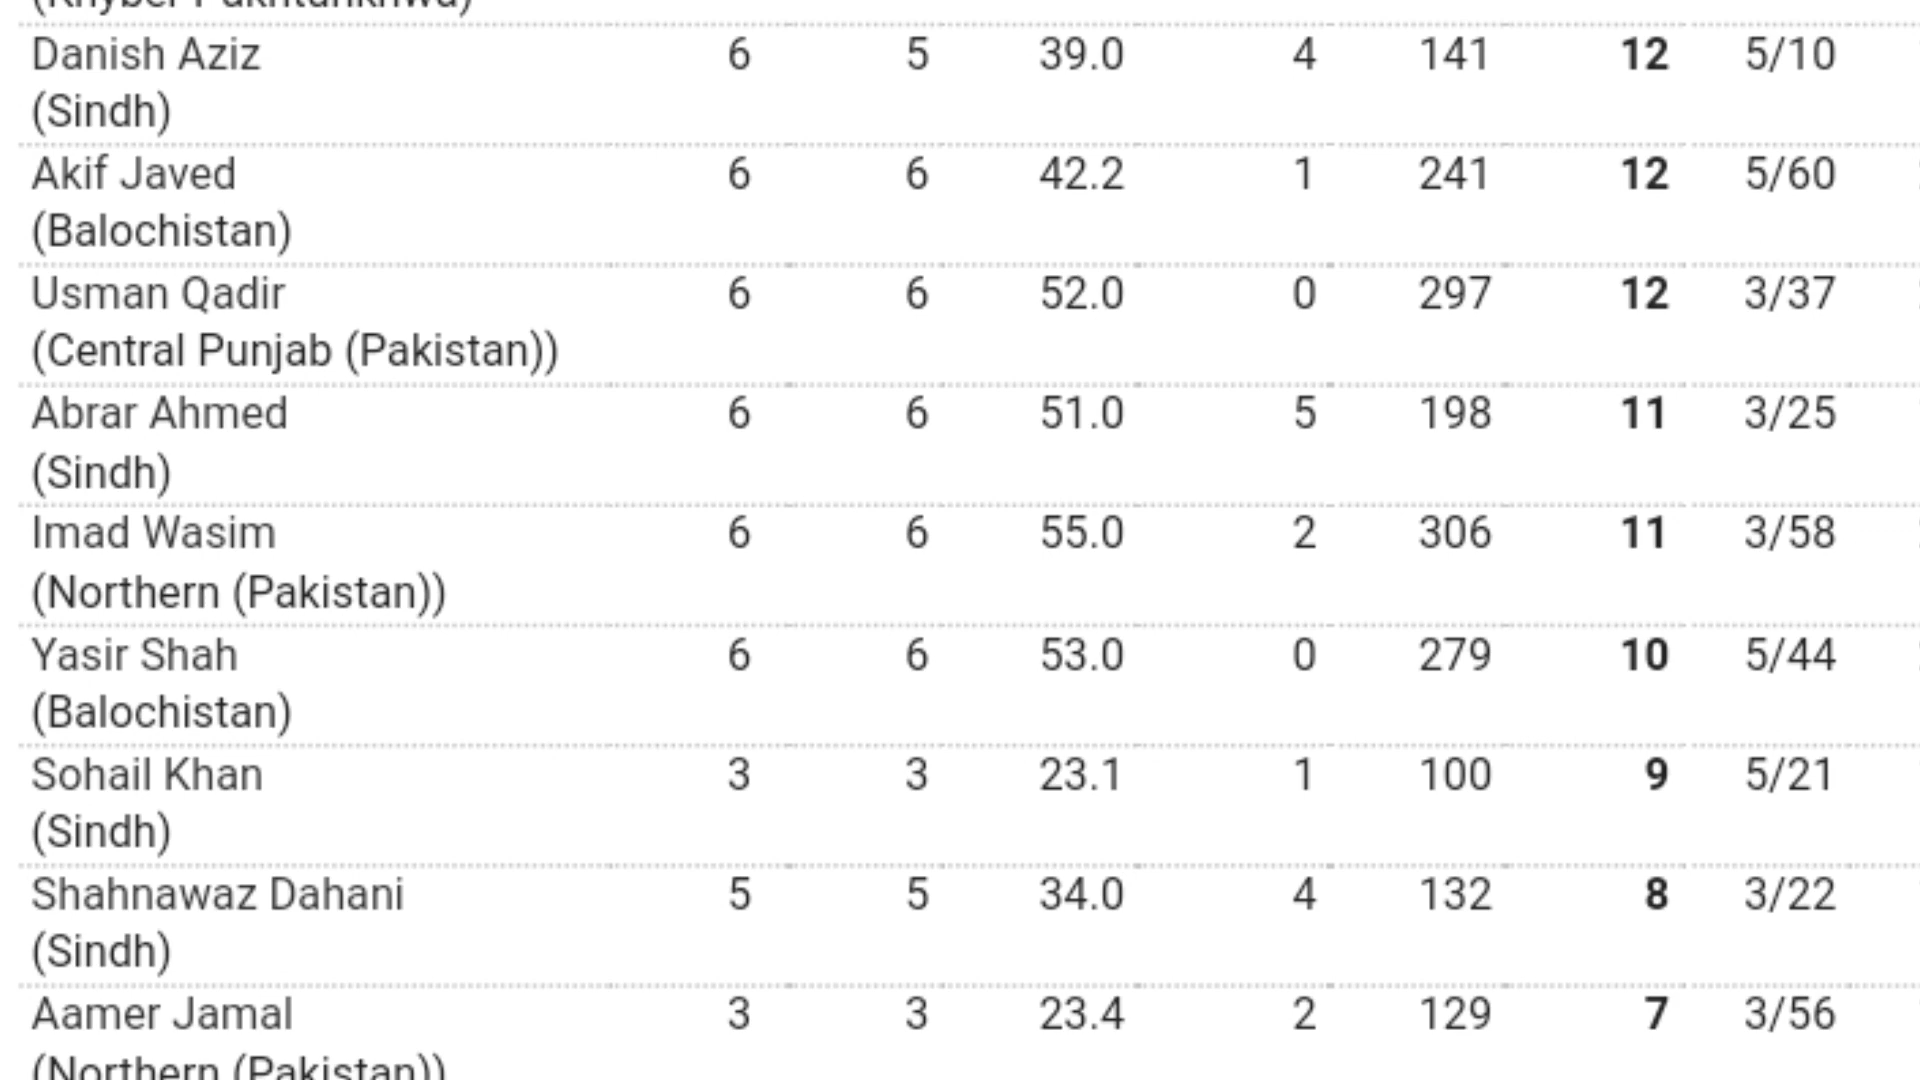 (Khyber Pakhtunkhwa)
Danish Aziz 6 5 39.0 4 141 12 5/10
(Sindh)
Akif Javed 6 6 42.2 1 241 12 5/60
(Balochistan)
Usman Qadir 6 6 52.0 0 297 12 3/37
(Central Punjab (Pakistan))
Abrar Ahmed 6 6 51.0 5 198 11 3/25
(Sindh)
Imad Wasim 6 6 55.0 2 306 11 3/58
(Northern (Pakistan))
Yasir Shah 6 6 53.0 0 279 10 5/44
(Balochistan)
Sohail Khan 3 3 23.1 1 100 9 5/21
(Sindh)
Shahnawaz Dahani 5 5 34.0 4 132 8 3/22
(Sindh)
Aamer Jamal 3 3 23.4 2 129 7 3/56
(Northern (Pakistan))